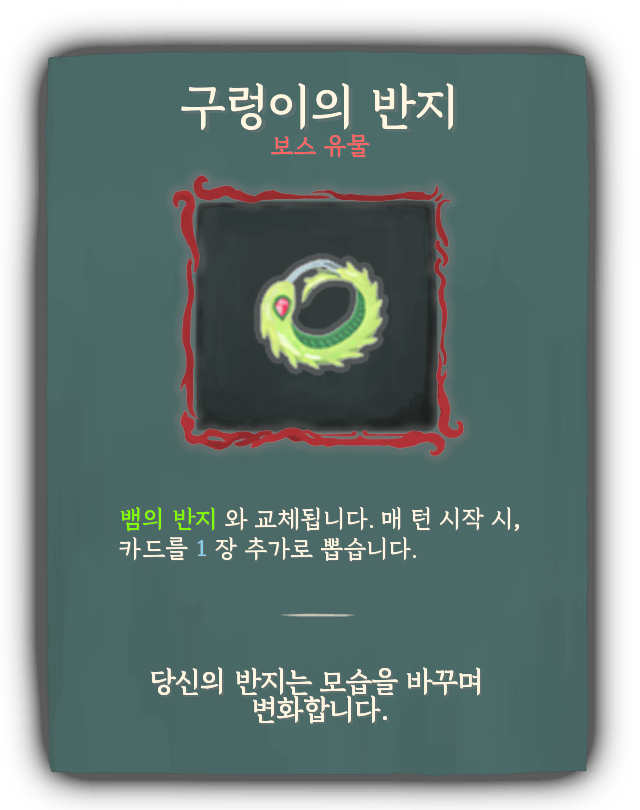 구렁이의 반지
보스 유물
뱀의 반지 와 교체됩니다. 매 턴 시작 시,
카드를 1 장 추가로 뽑습니다.
당신의 반지는 모습을 바꾸며
변화합니다.